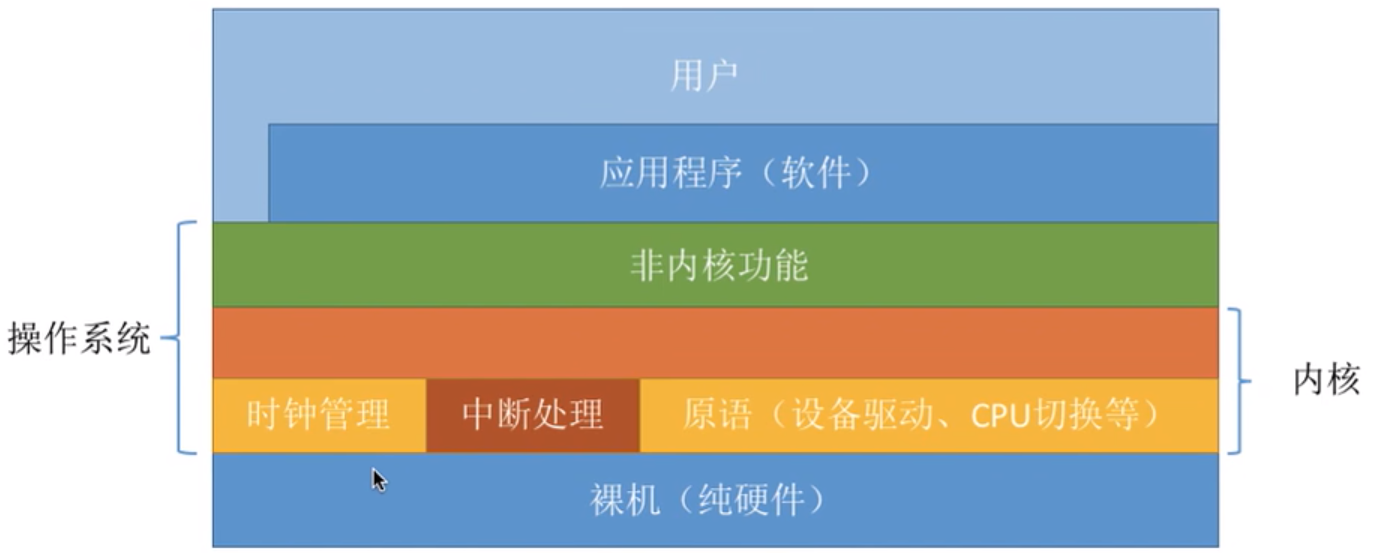 用户
应用程序（软件）
非内核功能
操作系统
内核
时钟管理
中断处理
原语（设备驱动、CPU切换等）
裸机（纯硬件）